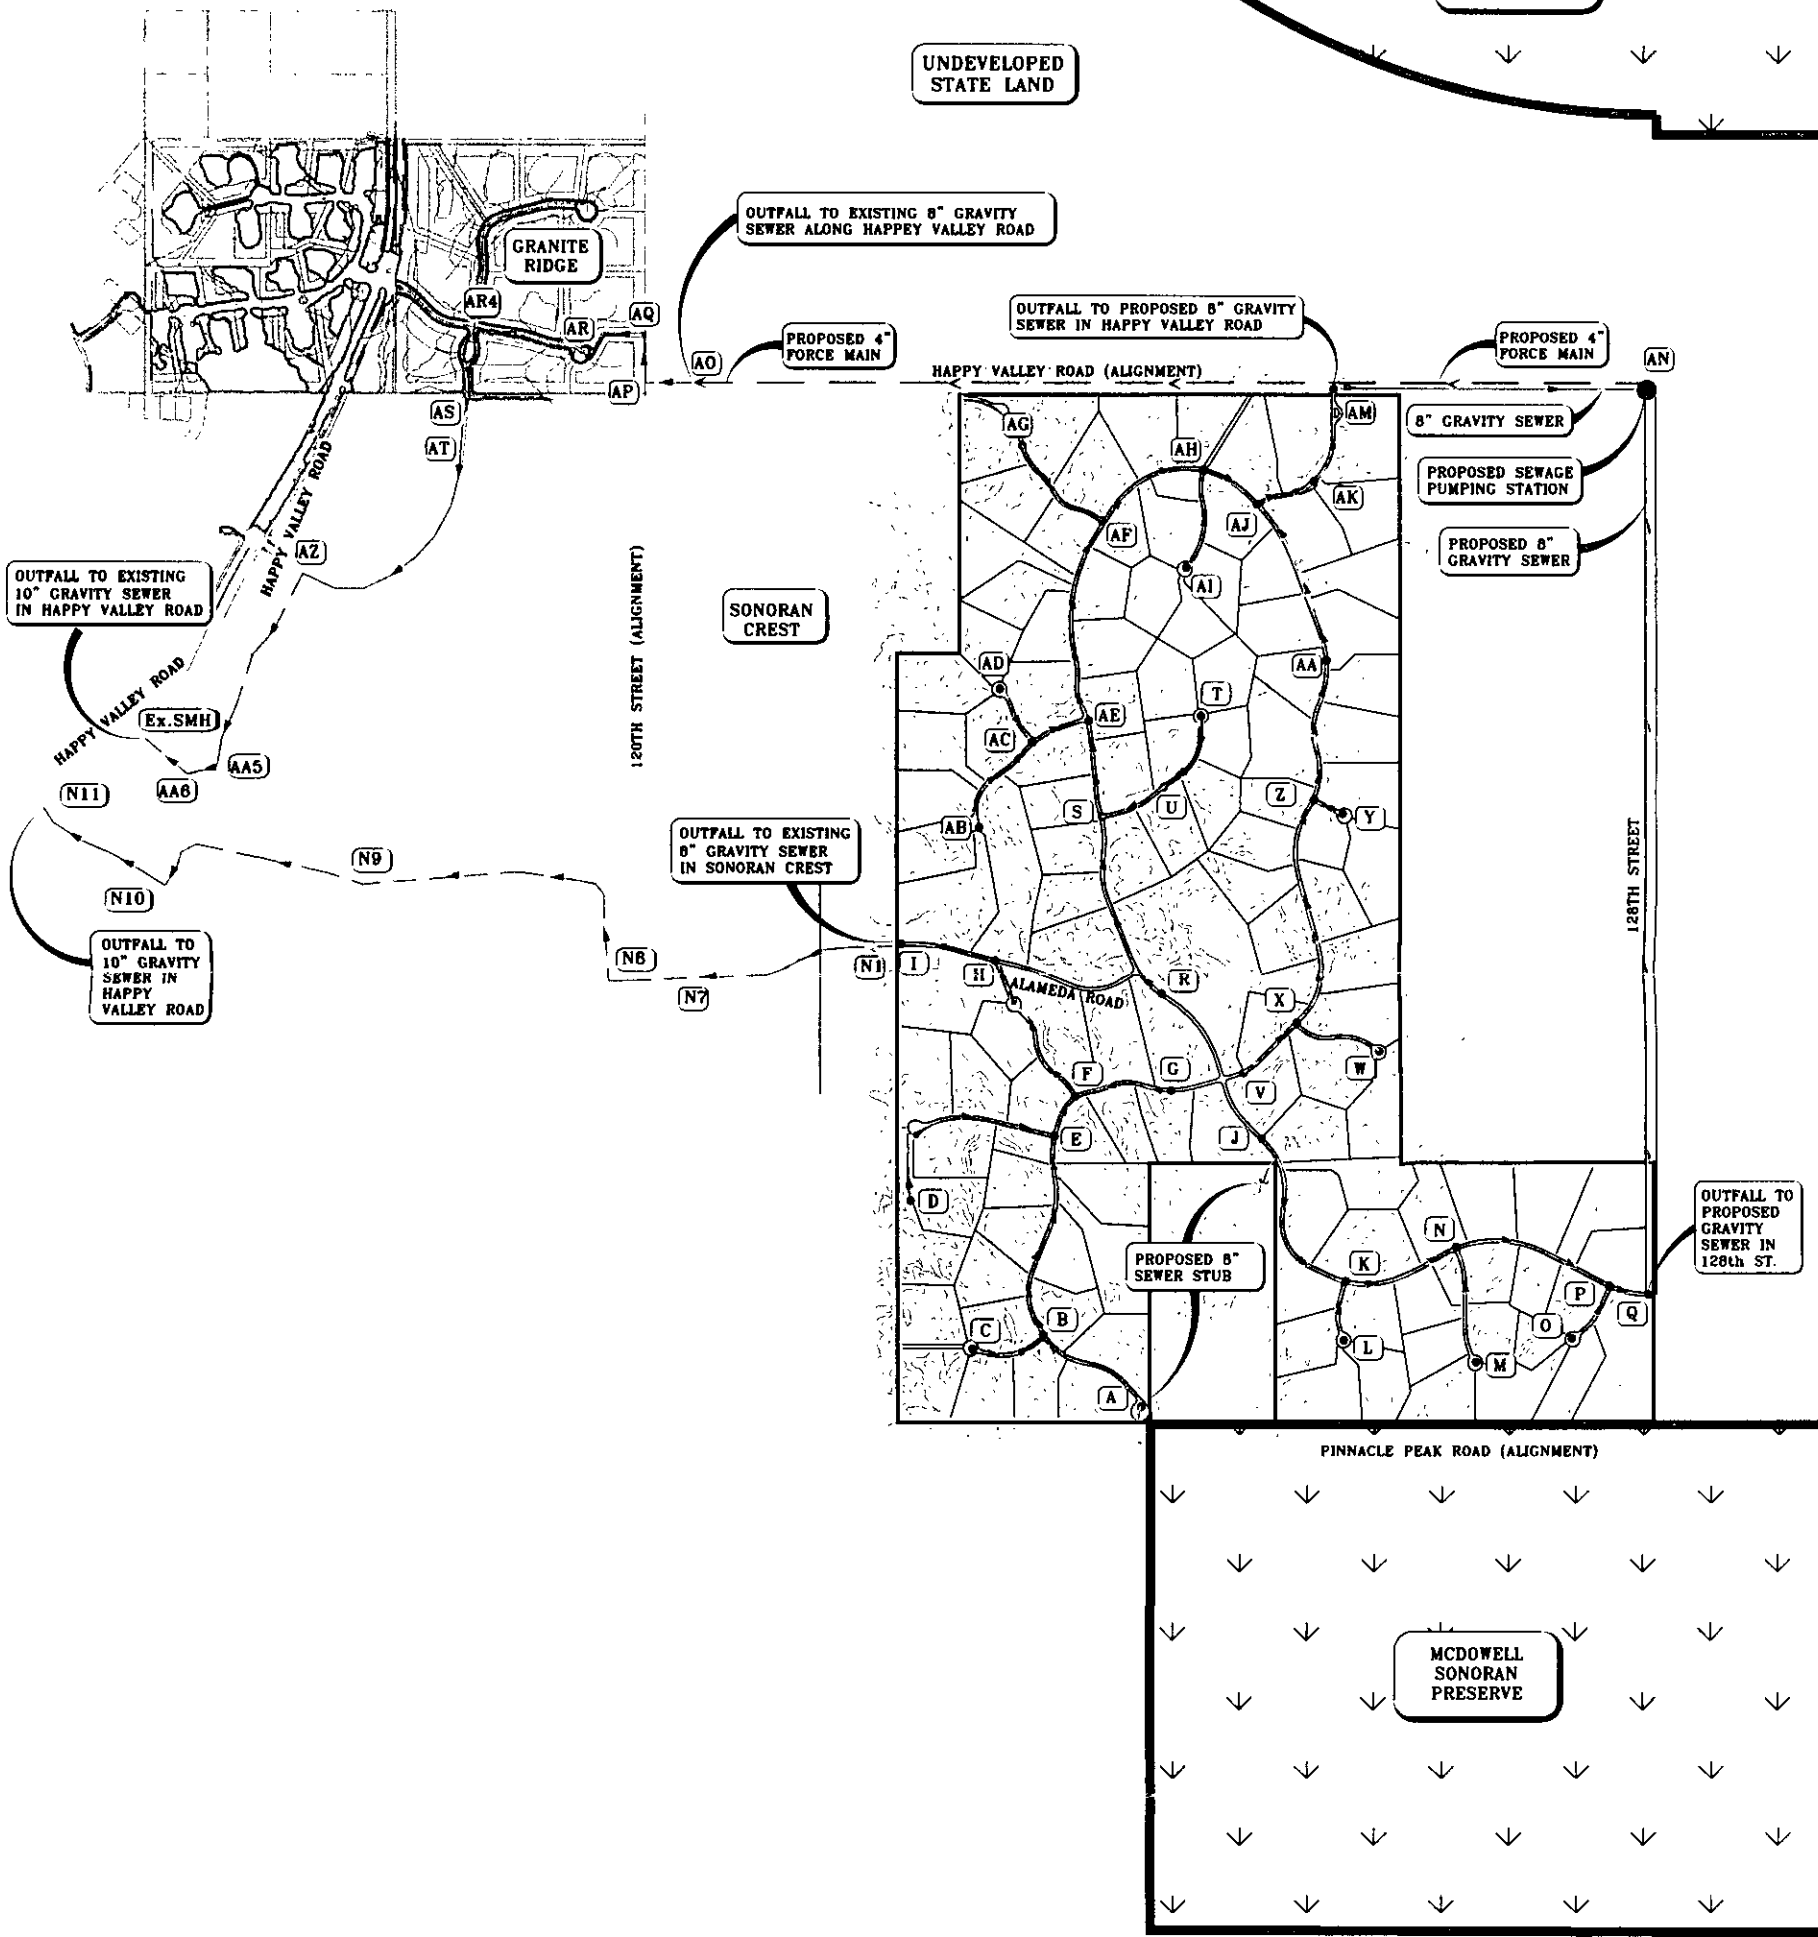 UNDEVELOPED
STATE LAND
OUTFALL TO EXISTING 8" GRAVITY
SEWER ALONG HAPPEY VALLEY ROAD
GRANITE
RIDGE
AR4
AR
AQ
PROPOSED 4"
FORCE MAIN
OUTFALL TO PROPOSED 8" GRAVITY
SEWER IN HAPPY VALLEY ROAD
PROPOSED 4"
FORCE MAIN
AN
AO
HAPPY VALLEY ROAD (ALIGNMENT)
AP
AS
AT
AG
AM
8" GRAVITY SEWER
AH
PROPOSED SEWAGE
PUMPING STATION
AK
AF
AJ
PROPOSED 8"
GRAVITY SEWER
HAPPY VALLEY ROAD
AZ
OUTFALL TO EXISTING
10" GRAVITY SEWER
IN HAPPY VALLEY ROAD
AI
SONORAN
CREST
120TH STREET (ALIGNMENT)
HAPPY VALLEY ROAD
AD
AA
T
Ex.SMH
AE
AC
AA5
AA6
N11
Z
S
U
Y
AB
OUTFALL TO EXISTING
8" GRAVITY SEWER
IN SONORAN CREST
128TH STREET
N9
N10
OUTFALL TO
10" GRAVITY
SEWER IN
HAPPY
VALLEY ROAD
N8
N7
N1
I
H
ALAMEDA ROAD
R
X
W
F
G
V
E
J
D
OUTFALL TO
PROPOSED
GRAVITY
SEWER IN
128th ST.
PROPOSED 8"
SEWER STUB
N
K
P
Q
O
B
C
L
M
A
PINNACLE PEAK ROAD (ALIGNMENT)
MCDOWELL
SONORAN
PRESERVE